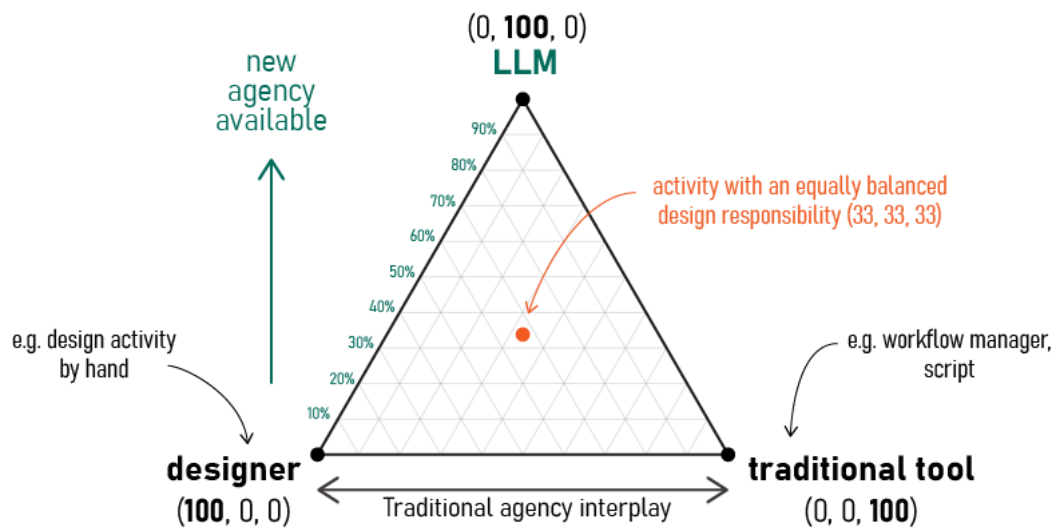 (0, 100, 0)
LLM
new
agency
available
90%
80%
70%
60%
50%
40%
30%
20%
10%
activity with an equally balanced
design responsibility (33, 33, 33)
e.g. design activity
by hand
e.g. workflow manager,
script
designer
(100, 0, 0)
Traditional agency interplay
traditional tool
(0, 0, 100)